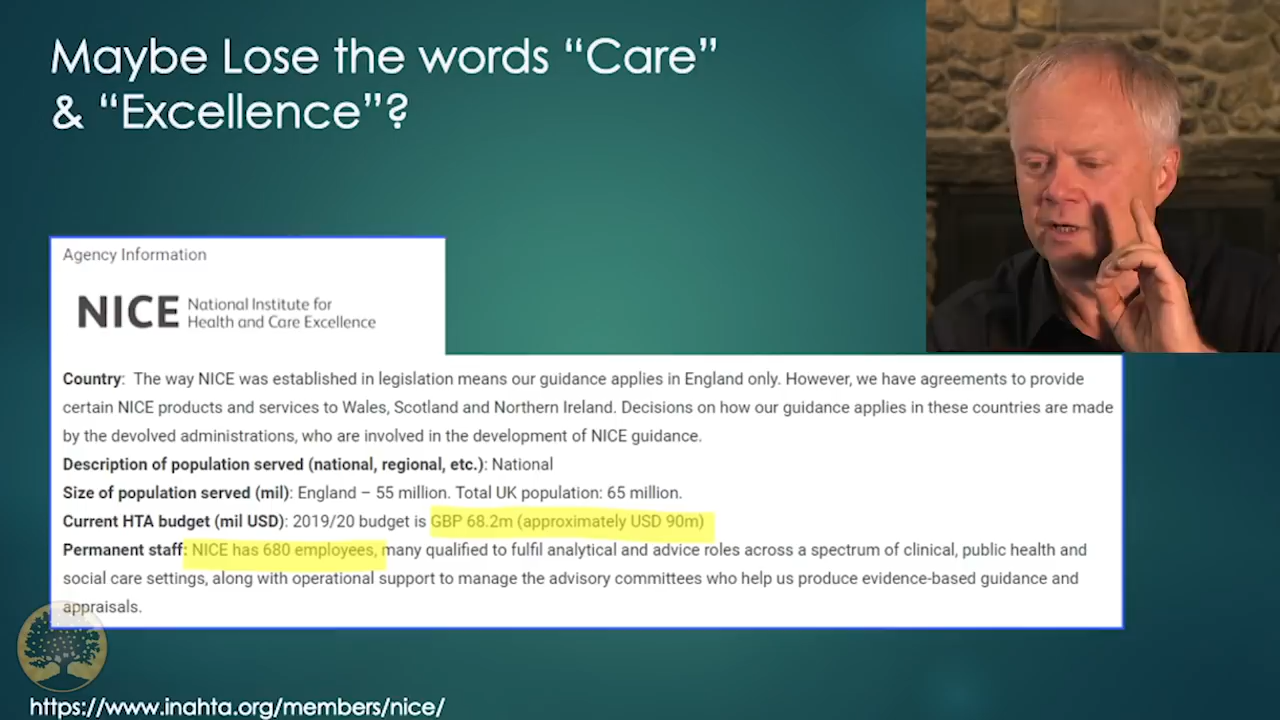 Maybe Lose the words “Care”
& “Excellence”?
Agency Information
NICE National Institute for
Health and Care Excellence
Country: The way NICE was established in legislation means our guidance applies in England only. However, we have agreements to provide
certain NICE products and services to Wales, Scotland and Northern Ireland. Decisions on how our guidance applies in these countries are made
by the devolved administrations, who are involved in the development of NICE guidance.
Description of population served (national, regional, etc.): National
Size of population served (mil): England – 55 million. Total UK population: 65 million.
Current HTA budget (mil USD): 2019/20 budget is GBP 68.2m (approximately USD 90m)
Permanent staff: NICE has 680 employees, many qualified to fulfil analytical and advice roles across a spectrum of clinical, public health and
social care settings, along with operational support to manage the advisory committees who help us produce evidence-based guidance and
appraisals.
https://www.inahta.org/members/nice/